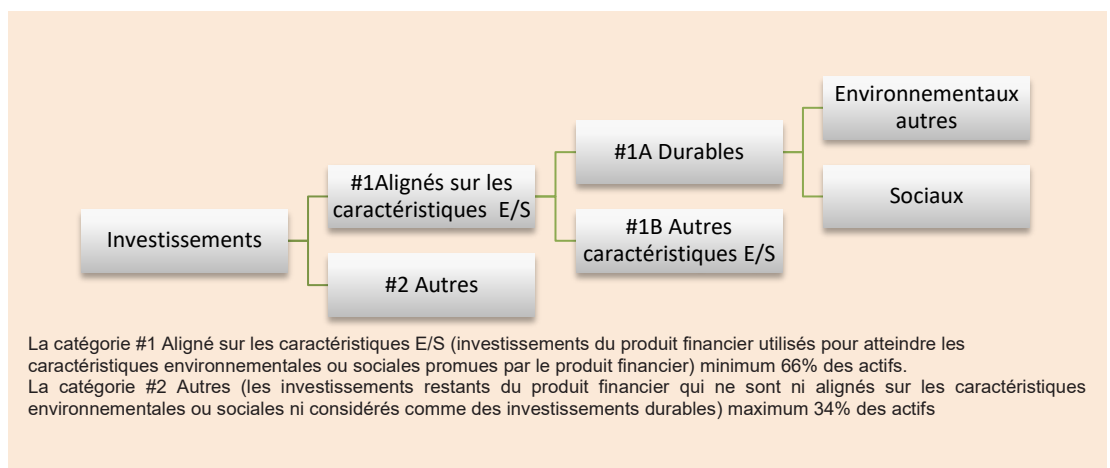 Environnementaux
autres
#1A Durables
#1Alignés sur les
caractéristiques E/S
Sociaux
#1B Autres
caractéristiques E/S
Investissements
#2 Autres
La catégorie #1 Aligné sur les caractéristiques E/S (investissements du produit financier utilisés pour atteindre les
caractéristiques environnementales ou sociales promues par le produit financier) minimum 66% des actifs.
La catégorie #2 Autres (les investissements restants du produit financier qui ne sont ni alignés sur les caractéristiques
environnementales ou sociales ni considérés comme des investissements durables) maximum 34% des actifs